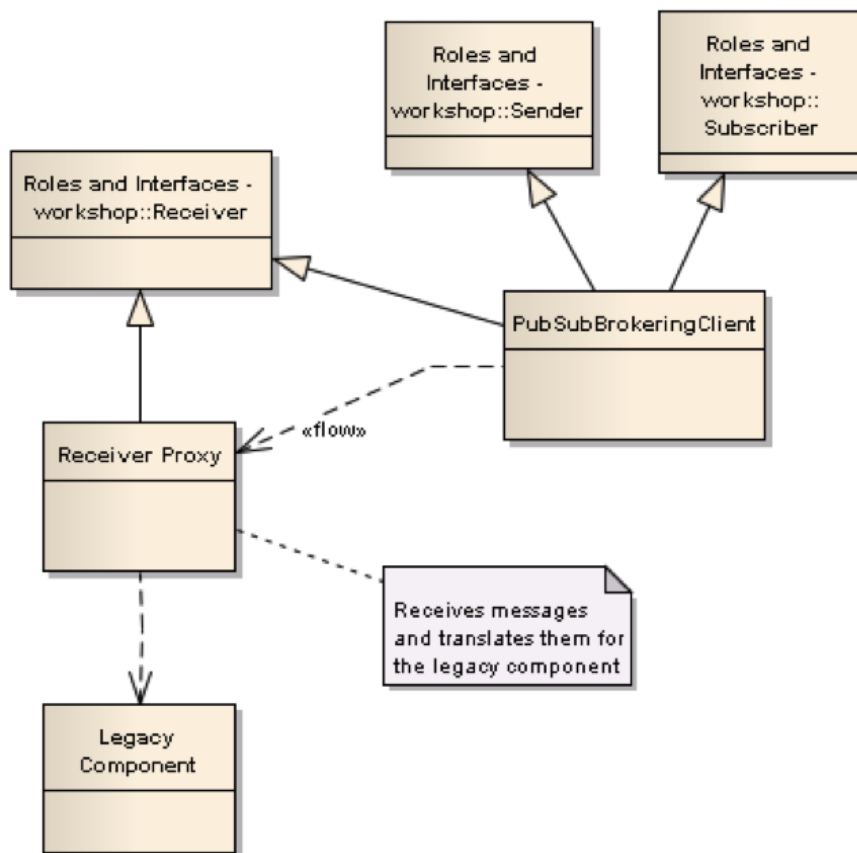 Roles and
Interfaces -
workshop::Sender
Roles and
Interfaces -
workshop::
Subscriber
Roles and Interfaces -
workshop::Receiver
PubSubBrokeringClient
«flow»
Receiver Proxy
Receives messages
and translates them for
the legacy component
Legacy
Component